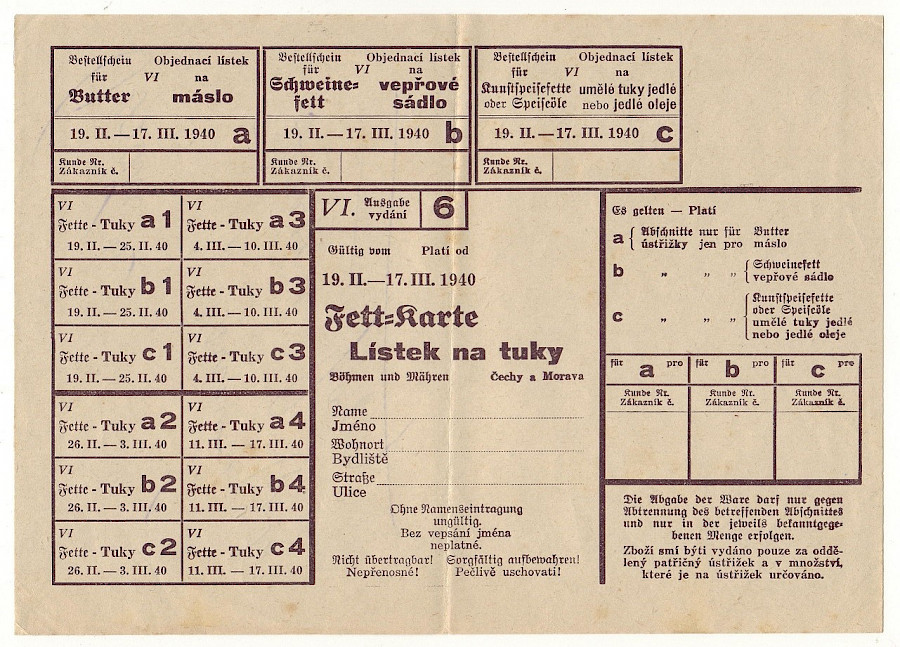 Bestellschein Objednací lístek
für VI na
Butter máslo
19. II. — 17. III. 1940 a
Kunde Nr.
Zákazník č.
Bestellschein Objednací lístek
für VI na
Schweine= vepřové
fett sádlo
19. II. — 17. III. 1940 b
Kunde Nr.
Zákazník č.
Bestellschein Objednací lístek
für VI na
Kunstspeisefette umělé tuky jedlé
oder Speiseöle nebo jedlé oleje
19. II. — 17. III. 1940 c
Kunde Nr.
Zákazník č.
VI
Fette - Tuky a 1
19. II. — 25. II. 40
VI
Fette - Tuky a 3
4. III. — 10. III. 40
VI
Fette - Tuky b 1
19. II. — 25. II. 40
VI
Fette - Tuky b 3
4. III. — 10. III. 40
VI
Fette - Tuky c 1
19. II. — 25. II. 40
VI
Fette - Tuky c 3
4. III. — 10. III. 40
VI
Fette - Tuky a 2
26. II. — 3. III. 40
VI
Fette - Tuky a 4
11. III. — 17. III. 40
VI
Fette - Tuky b 2
26. II. — 3. III. 40
VI
Fette - Tuky b 4
11. III. — 17. III. 40
VI
Fette - Tuky c 2
26. II. — 3. III. 40
VI
Fette - Tuky c 4
11. III. — 17. III. 40
VI. Ausgabe 6
vydání
Gültig vom Platí od
19. II.—17. III. 1940
Fett=Karte
Lístek na tuky
Böhmen und Mähren Čechy a Morava
Name
Jméno
Wohnort
Bydliště
Straße
Ulice
Ohne Namenseintragung
ungültig.
Bez vepsání jména
neplatné.
Nicht übertragbar! Sorgfältig aufbewahren!
Nepřenosné! Pečlivě uschovati!
Es gelten — Platí
a { Abschnitte nur für Butter
ústřižky jen pro máslo
b „ „ „ { Schweinefett
vepřové sádlo
c „ „ „ { Kunstspeisefette
oder Speiseöle
umělé tuky jedlé
nebo jedlé oleje
für a pro für b pro für c pro
Kunde Nr. Kunde Nr. Kunde Nr.
Zákazník č. Zákazník č. Zákazník č.
Die Abgabe der Ware darf nur gegen
Abtrennung des betreffenden Abschnittes
und nur in der jeweils bekanntgege-
benen Menge erfolgen.
Zboží smí býti vydáno pouze za oddě-
lený patřičný ústřižek a v množství,
které je na ústřižek určováno.